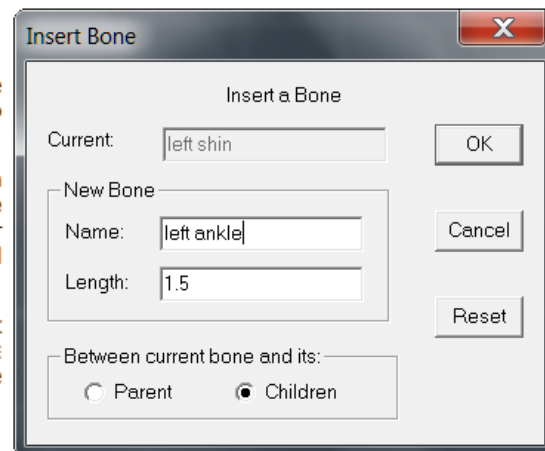 Insert Bone
X
Insert a Bone
Current: left shin
OK
New Bone
Name: left ankle
Cancel
Length: 1.5
Reset
Between current bone and its:
Parent Children